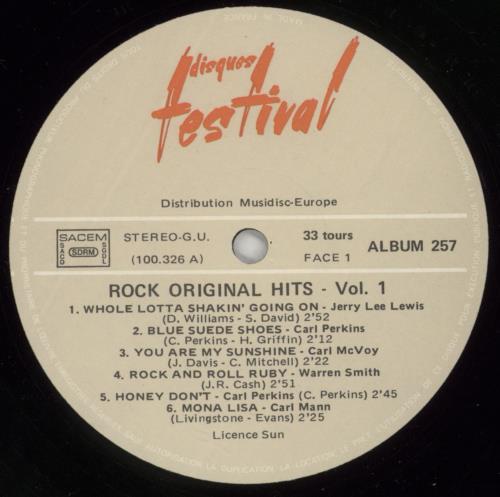 disques
festival
Distribution Musidisc-Europe
SACEM
SACD
SDRM
SGDL
STEREO-G.U.
(100.326 A)
33 tours
FACE 1
ALBUM 257
ROCK ORIGINAL HITS - Vol. 1
1. WHOLE LOTTA SHAKIN' GOING ON - Jerry Lee Lewis
(D. Williams - S. David) 2'52
2. BLUE SUEDE SHOES - Carl Perkins
(C. Perkins - H. Griffin) 2'12
3. YOU ARE MY SUNSHINE - Carl McVoy
(J. Davis - C. Mitchell) 2'22
4. ROCK AND ROLL RUBY - Warren Smith
(J.R. Cash) 2'51
5. HONEY DON'T - Carl Perkins (C. Perkins) 2'45
6. MONA LISA - Carl Mann
(Livingstone - Evans) 2'25
Licence Sun